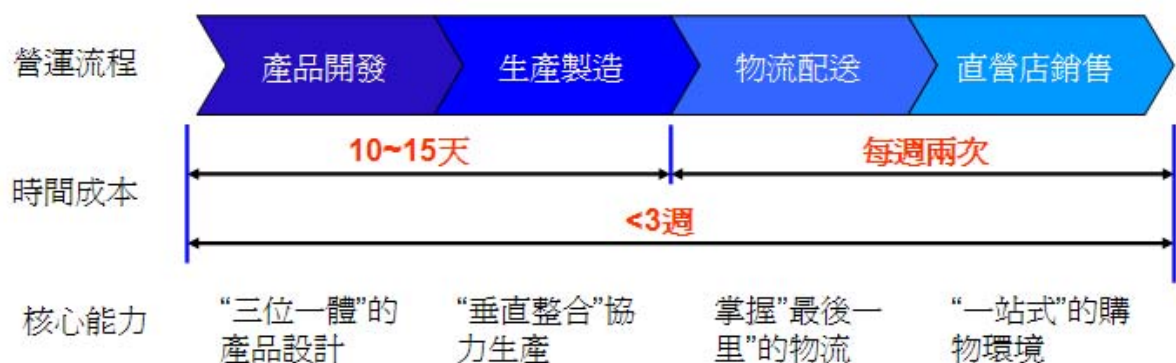 營運流程
產品開發
生產製造
物流配送
直營店銷售
時間成本
10~15天
每週兩次
<3週
核心能力
“三位一體”的
產品設計
“垂直整合”協
力生產
掌握”最後一
里”的物流
“一站式”的購
物環境